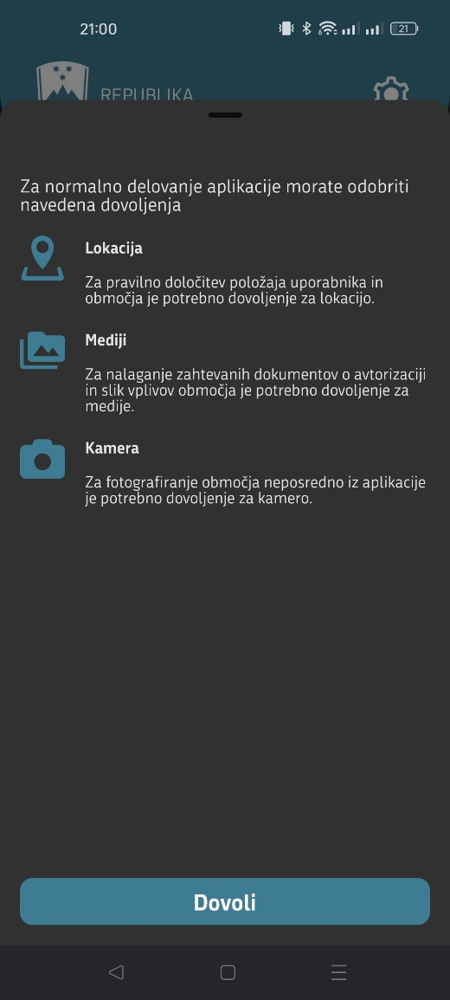 21:00
21
REPUBLIKA
Za normalno delovanje aplikacije morate odobriti
navedena dovoljenja
Lokacija
Za pravilno določitev položaja uporabnika in
območja je potrebno dovoljenje za lokacijo.
Mediji
Za nalaganje zahtevanih dokumentov o avtorizaciji
in slik vplivov območja je potrebno dovoljenje za
medije.
Kamera
Za fotografiranje območja neposredno iz aplikacije
je potrebno dovoljenje za kamero.
Dovoli